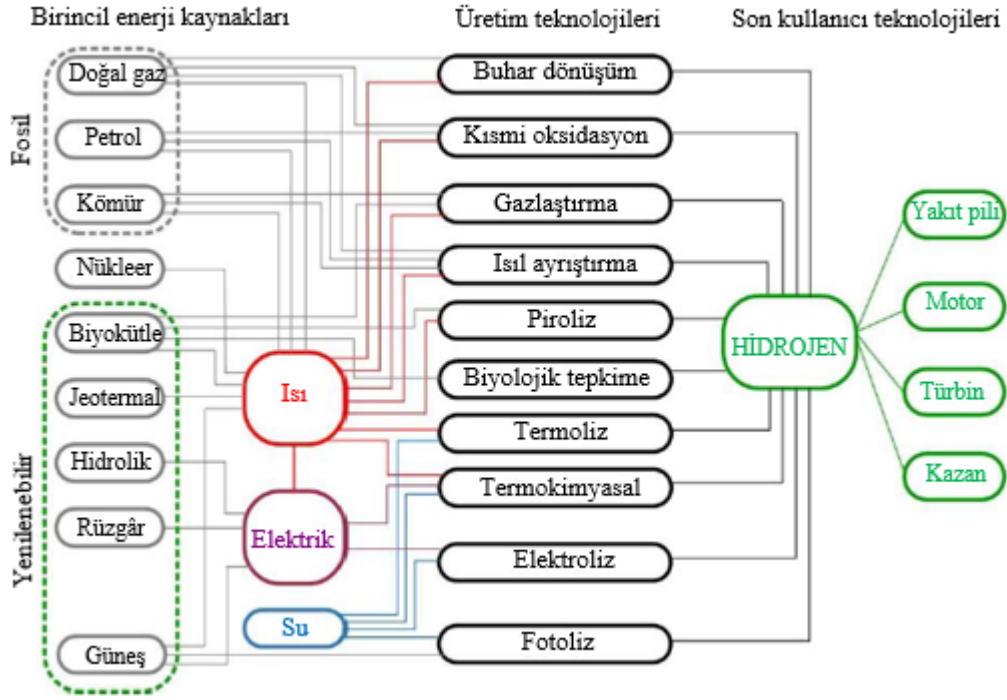 Birincil enerji kaynakları
Üretim teknolojileri
Son kullanıcı teknolojileri
Fosil
Doğal gaz
Petrol
Kömür
Nükleer
Yenilenebilir
Biyokütle
Jeotermal
Hidrolik
Rüzgâr
Güneş
Isı
Elektrik
Su
Buhar dönüşüm
Kısmi oksidasyon
Gazlaştırma
Isıl ayrıştırma
Piroliz
Biyolojik tepkime
Termoliz
Termokimyasal
Elektroliz
Fotoliz
HİDROJEN
Yakıt pili
Motor
Türbin
Kazan